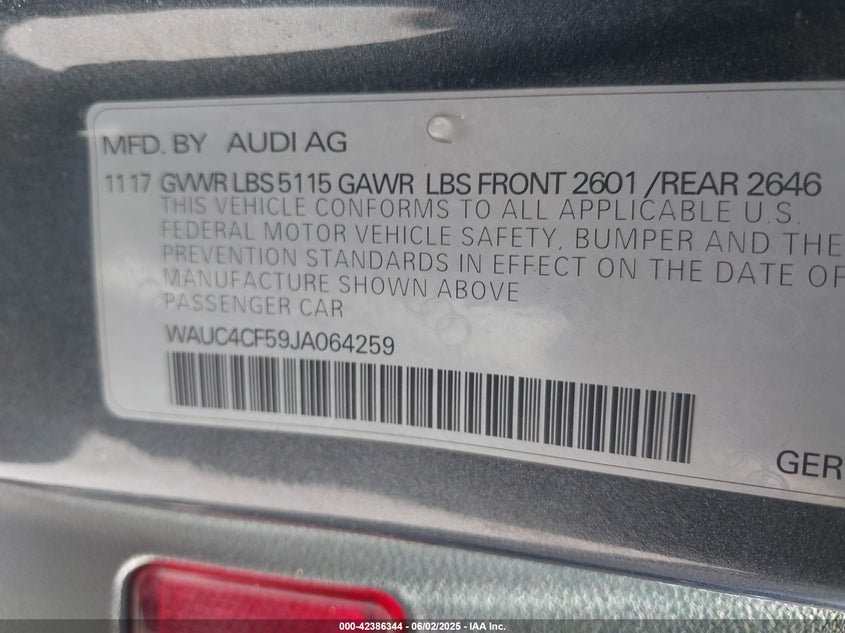 MFD. BY AUDI AG
11 17 GVWR LBS 5115 GAWR LBS FRONT 2601 /REAR 2646
THIS VEHICLE CONFORMS TO ALL APPLICABLE U.S.
FEDERAL MOTOR VEHICLE SAFETY, BUMPER AND THE
PREVENTION STANDARDS IN EFFECT ON THE DATE OF
MANUFACTURE SHOWN ABOVE
PASSENGER CAR
WAUC4CF59JA064259
GER
000-42386344 - 06/02/2025 - IAA Inc.